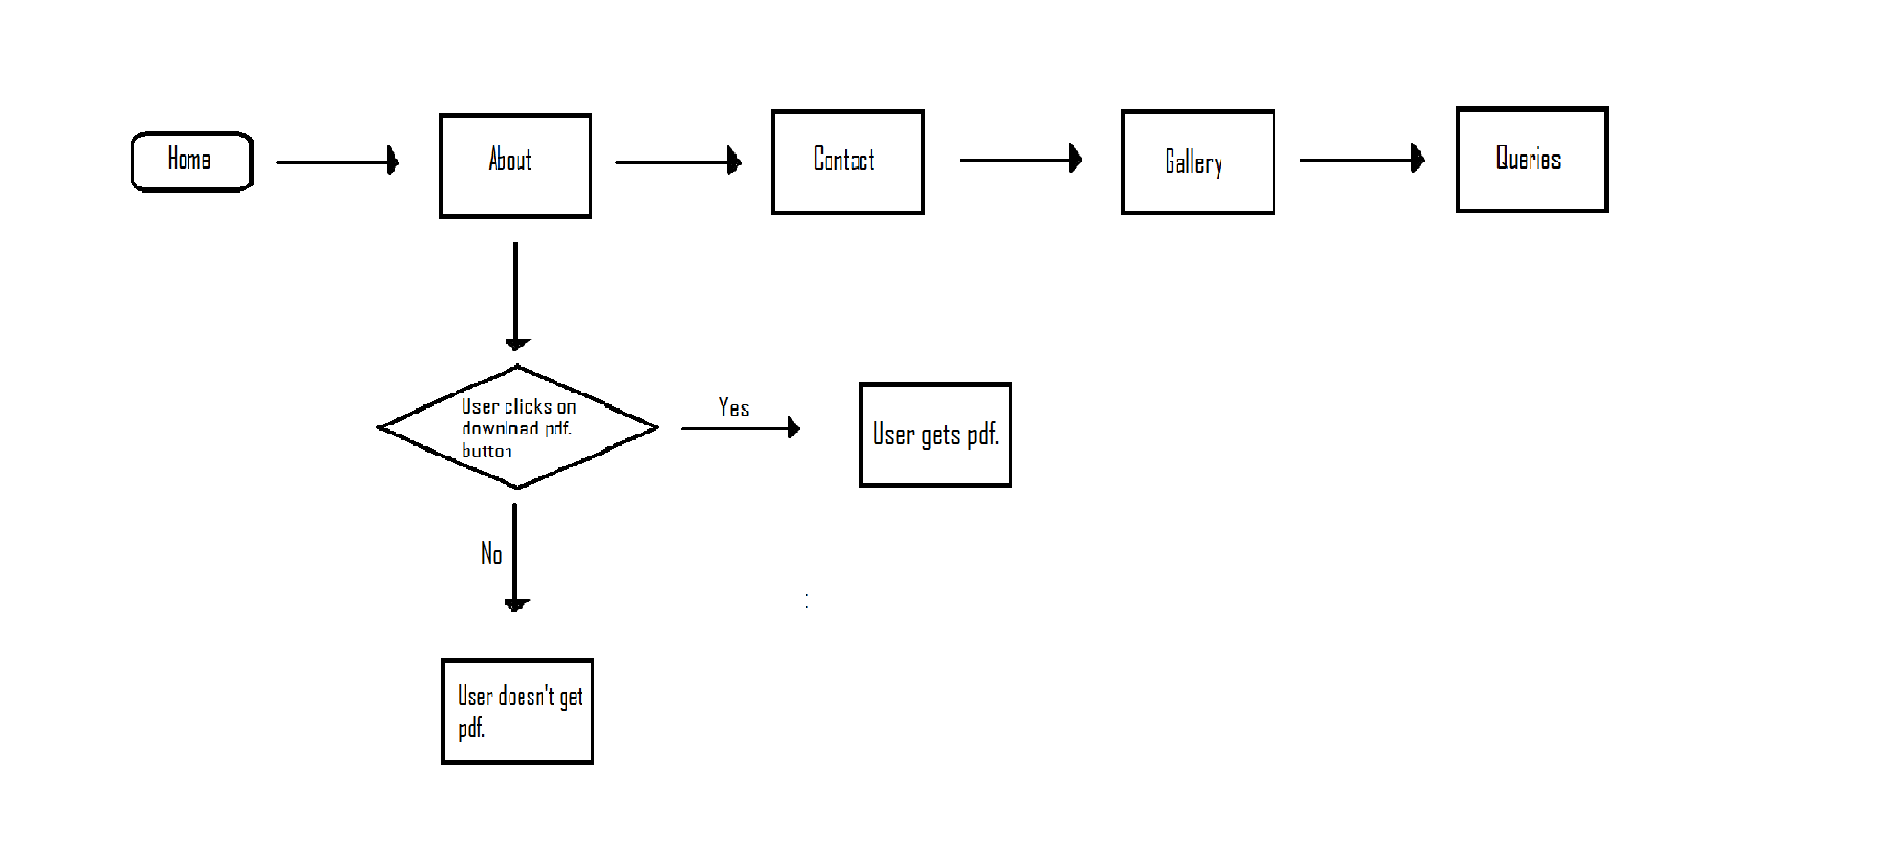 Home
About
Contact
Gallery
Queries
User clicks on
download pdf.
button
Yes
User gets pdf.
No
:
User doesn't get
pdf.